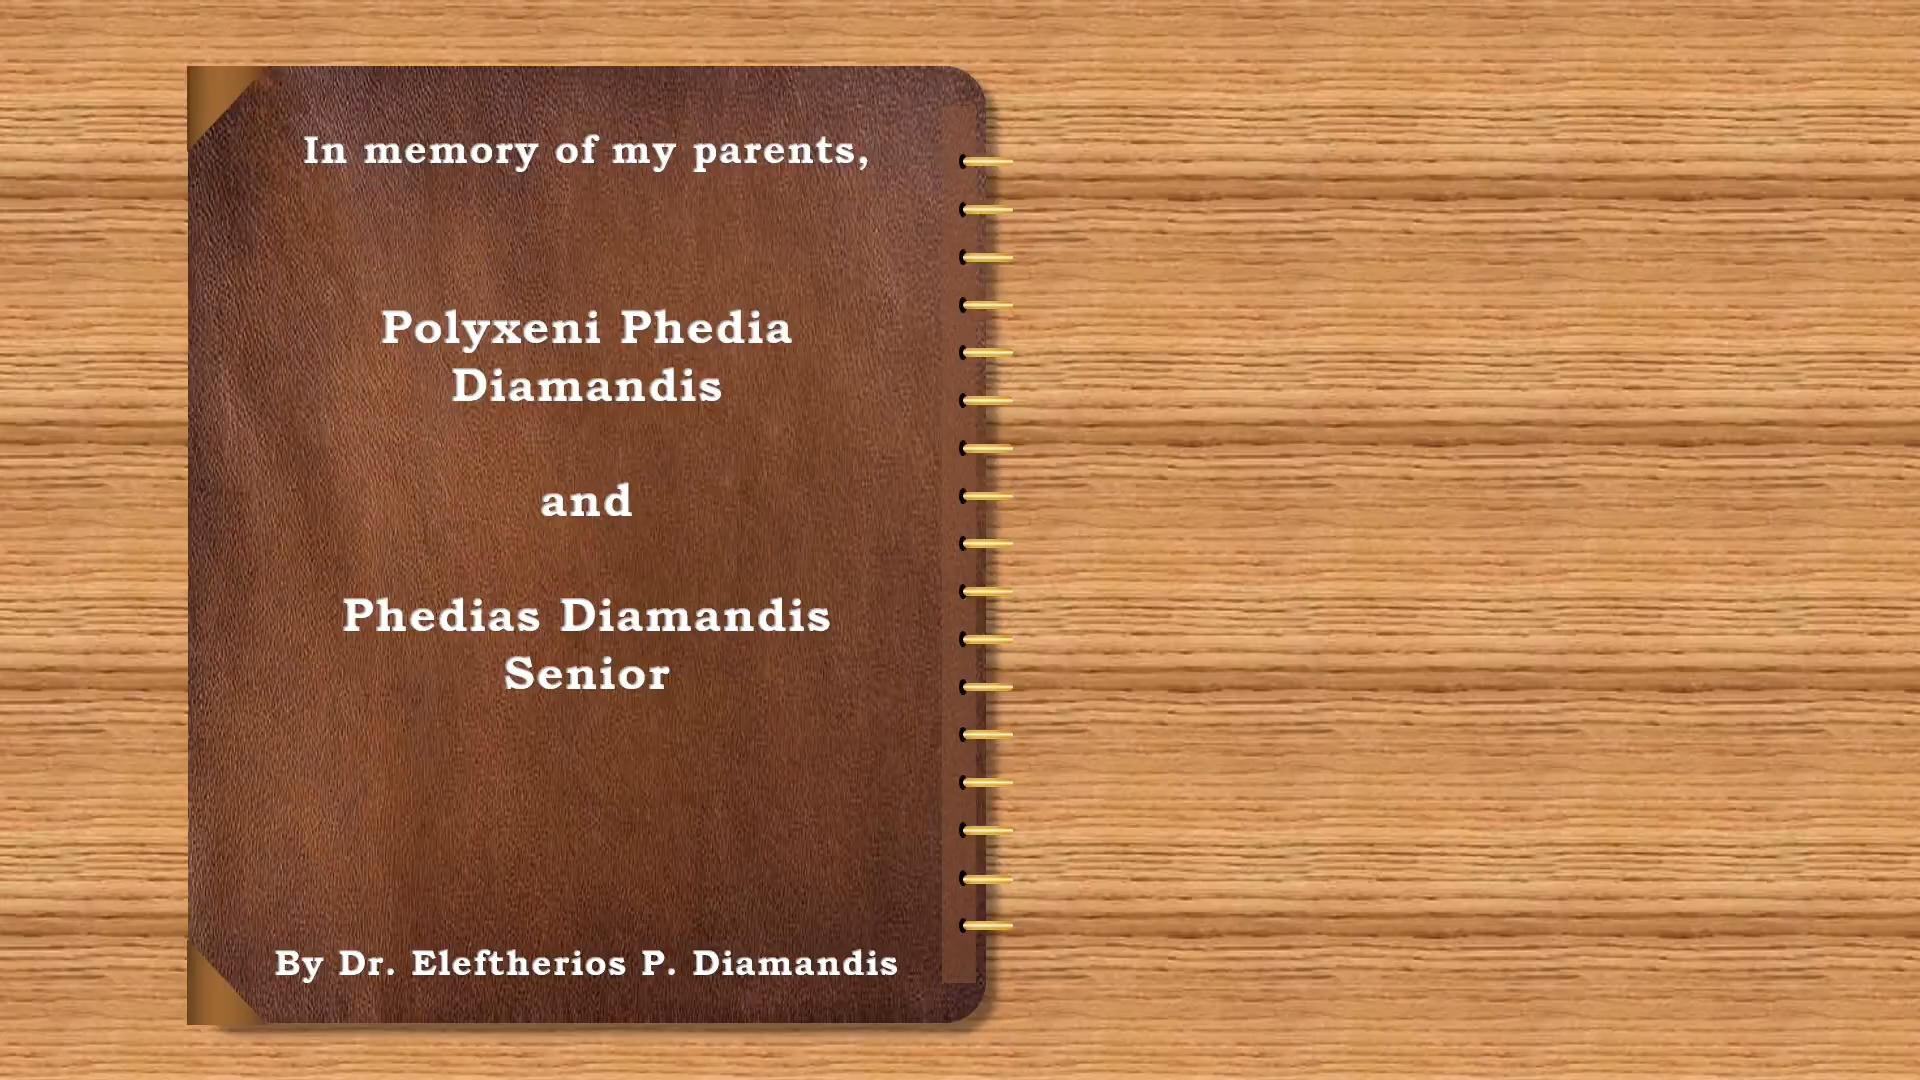 In memory of my parents,
Polyxeni Phedia
Diamandis
and
Phedias Diamandis
Senior
By Dr. Eleftherios P. Diamandis